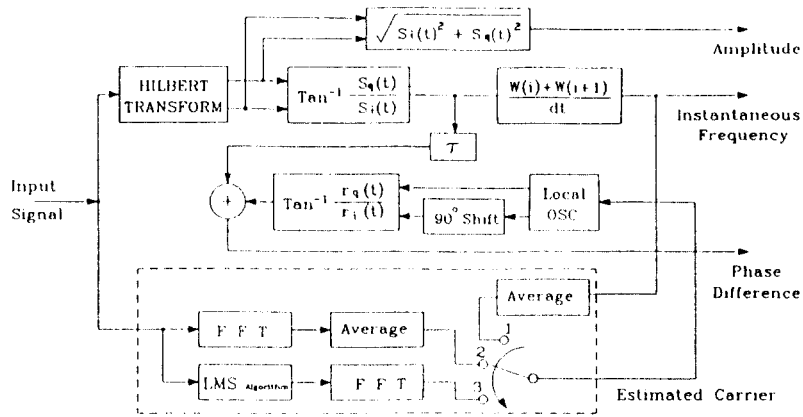 √ Si(t)² + Sq(t)²
Amplitude
HILBERT
TRANSFORM
Tan⁻¹ Sq(t)
Si(t)
W(i)+W(i+1)
dt
Instantaneous
Frequency
τ
Input
Signal
+
Tan⁻¹ rq(t)
ri(t)
90° Shift
Local
OSC
Phase
Difference
Average
1
F F T
Average
2
LMS Algorithm
F F T
3
Estimated Carrier